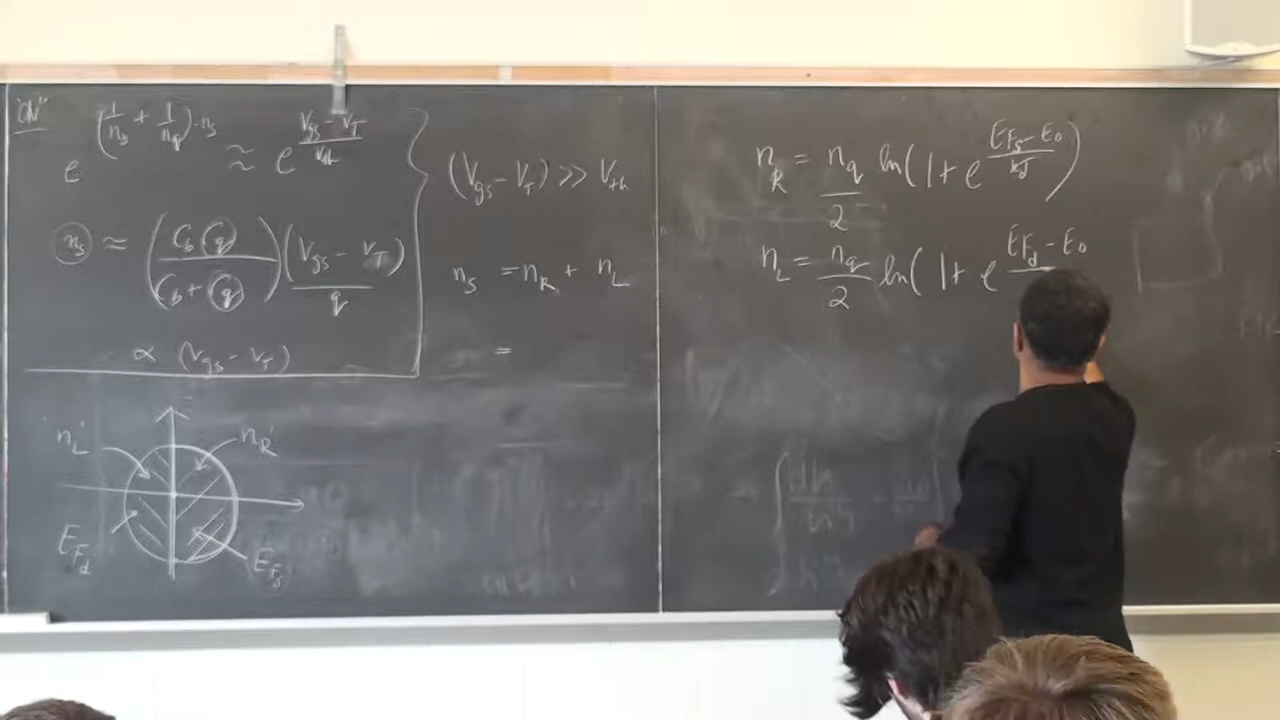 "ON"
e^{(1/n_b + 1/n_q)·n_s} ≈ e^{(V_gs - V_T)/V_th}
n_s ≈ (C_b C_q / (C_b + C_q)) ((V_gs - V_T) / q)
∝ (V_gs - V_T)
(V_gs - V_T) >> V_th
n_s = n_R + n_L
=
n_L
n_R
E_Fd
E_Fs
n_R = n_q/2 ln(1 + e^{(E_Fs - E_0)/kT})
n_L = n_q/2 ln(1 + e^{E_Fd - E_0